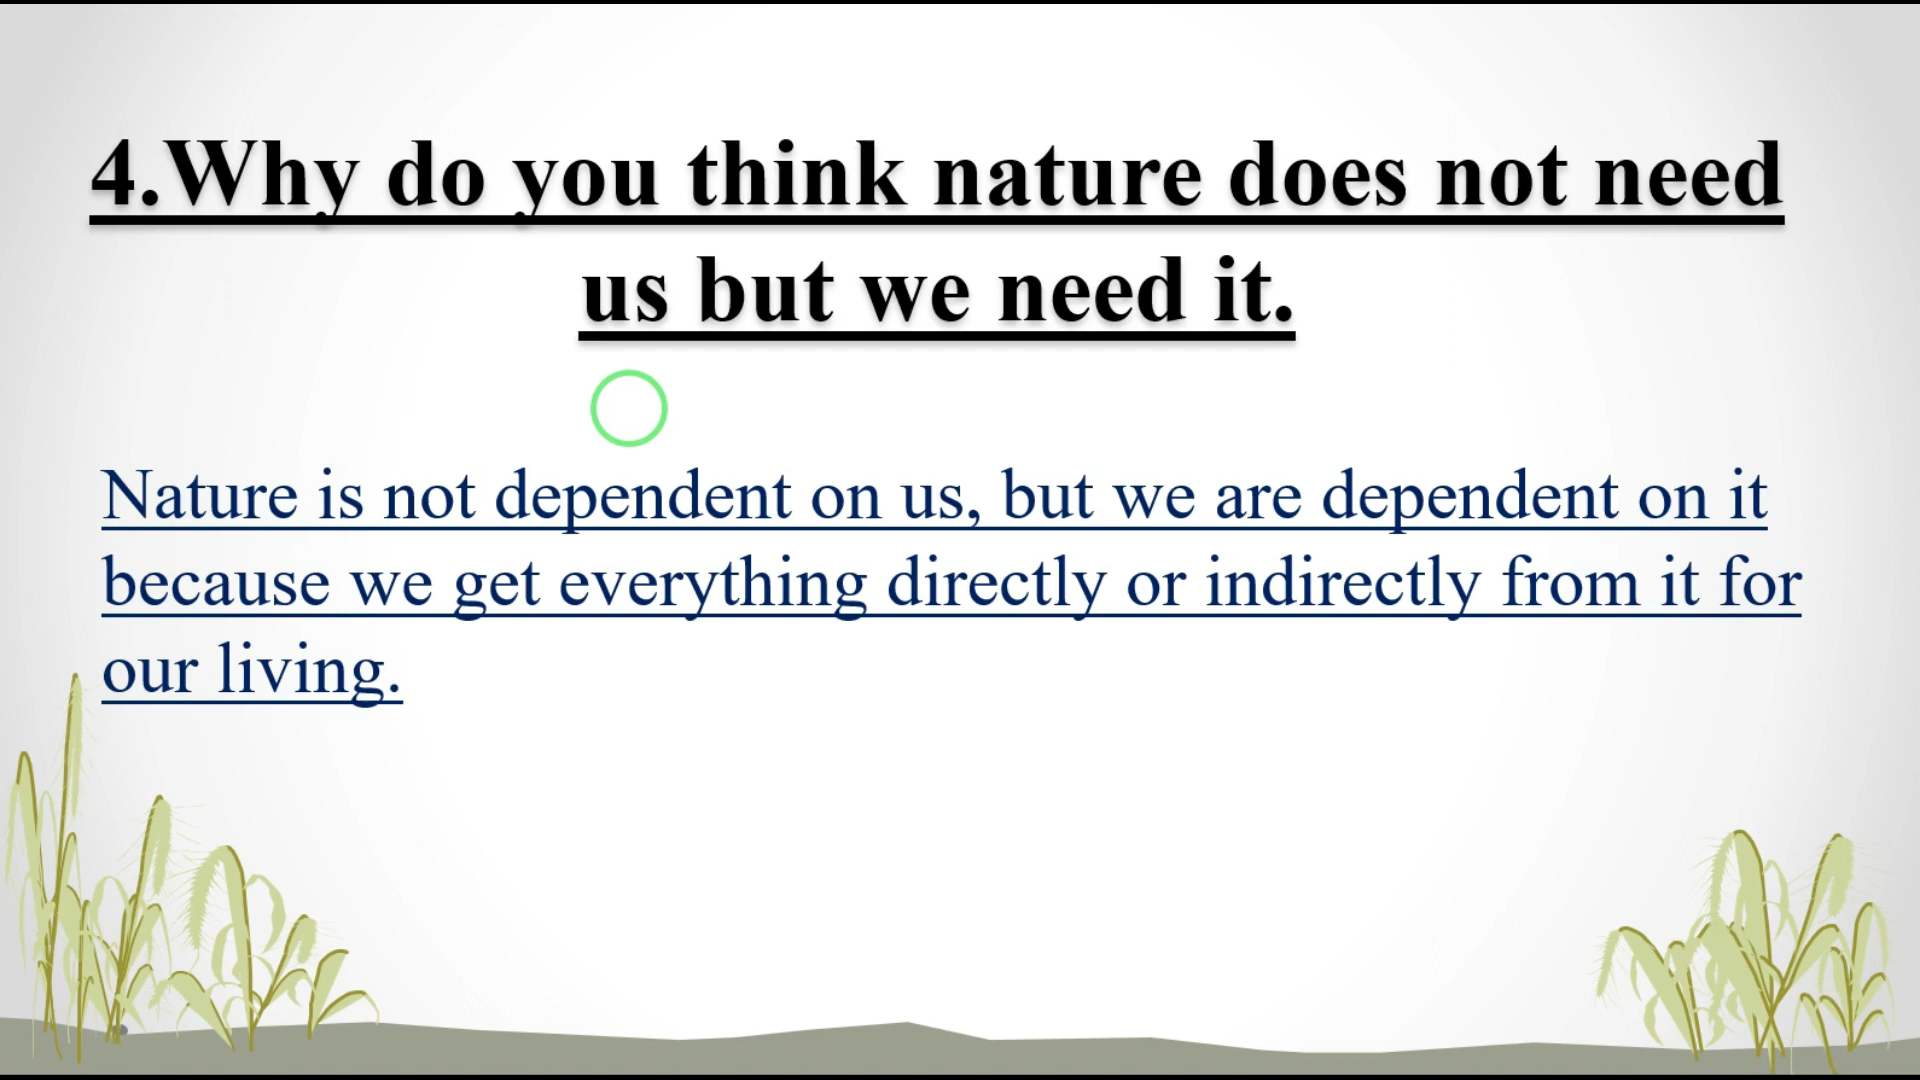 4.Why do you think nature does not need
us but we need it.
Nature is not dependent on us, but we are dependent on it
because we get everything directly or indirectly from it for
our living.